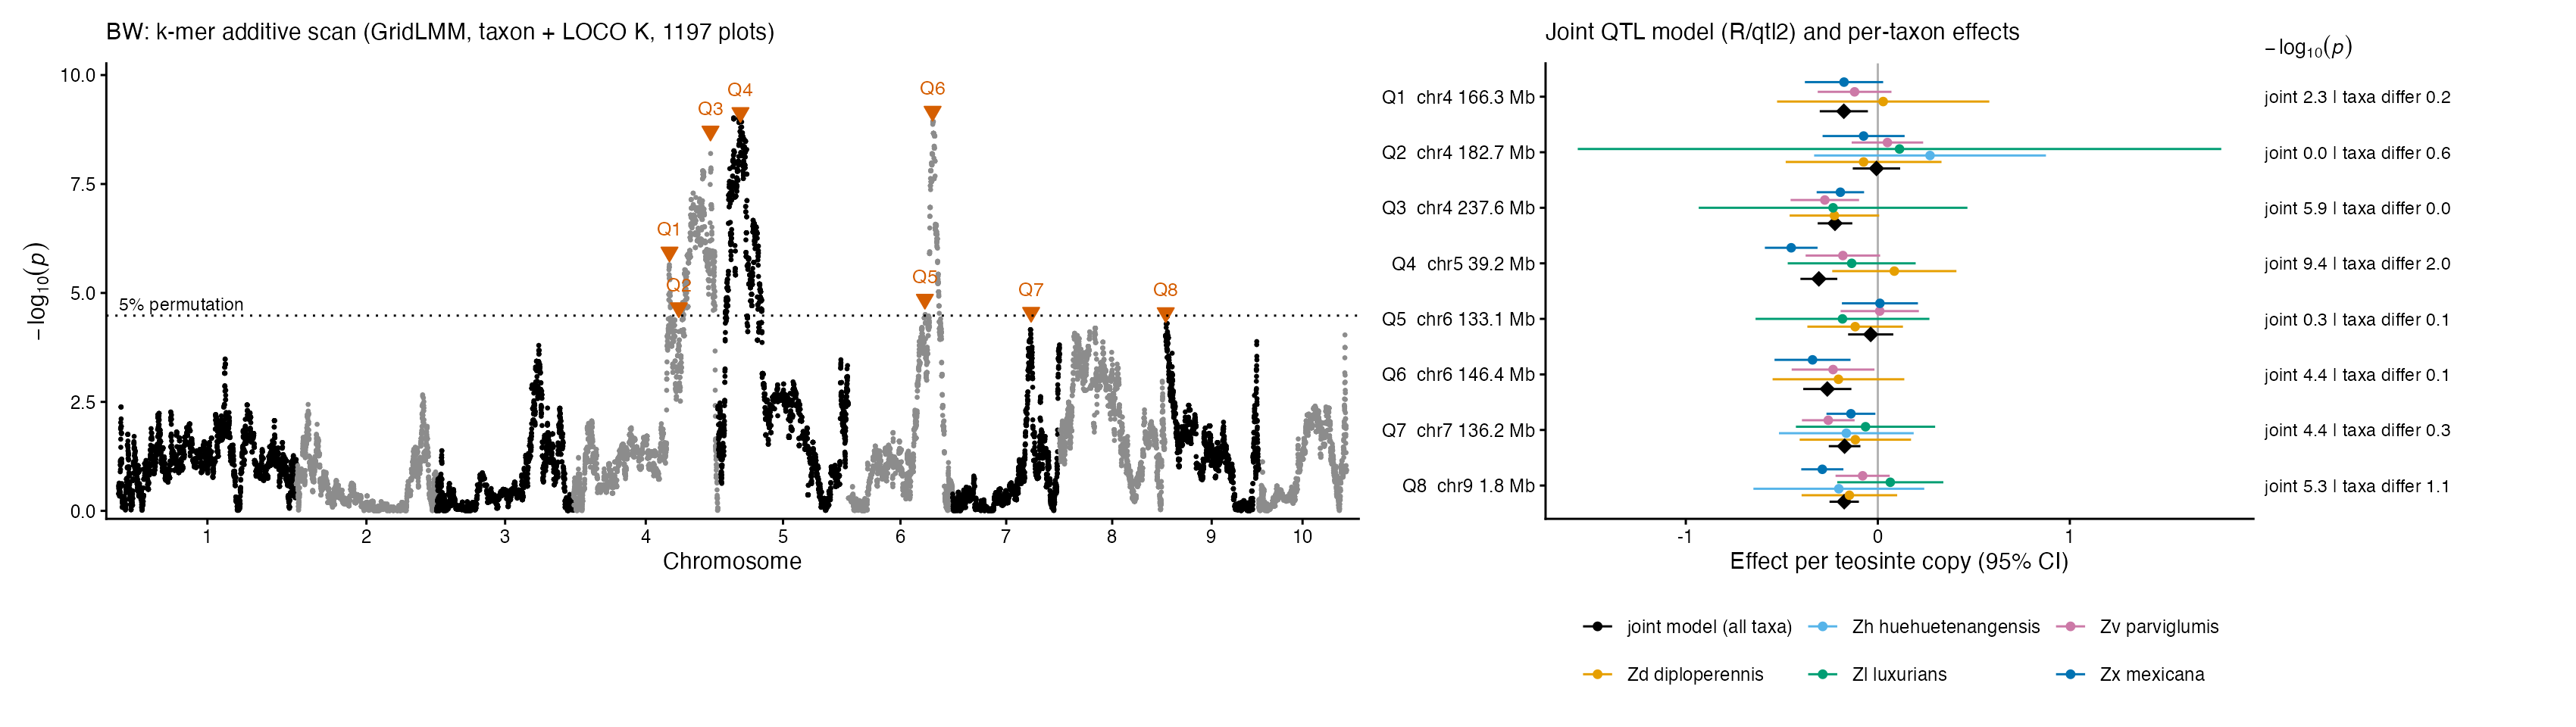 BW: k-mer additive scan (GridLMM, taxon + LOCO K, 1197 plots)
−log10(p)
10.0
7.5
5.0
2.5
0.0
5% permutation
Q1
Q2
Q3
Q4
Q5
Q6
Q7
Q8
1 2 3 4 5 6 7 8 9 10
Chromosome
Joint QTL model (R/qtl2) and per-taxon effects
−log10(p)
Q1 chr4 166.3 Mb joint 2.3 | taxa differ 0.2
Q2 chr4 182.7 Mb joint 0.0 | taxa differ 0.6
Q3 chr4 237.6 Mb joint 5.9 | taxa differ 0.0
Q4 chr5 39.2 Mb joint 9.4 | taxa differ 2.0
Q5 chr6 133.1 Mb joint 0.3 | taxa differ 0.1
Q6 chr6 146.4 Mb joint 4.4 | taxa differ 0.1
Q7 chr7 136.2 Mb joint 4.4 | taxa differ 0.3
Q8 chr9 1.8 Mb joint 5.3 | taxa differ 1.1
-1 0 1
Effect per teosinte copy (95% CI)
joint model (all taxa) Zh huehuetenangensis Zv parviglumis
Zd diploperennis Zl luxurians Zx mexicana